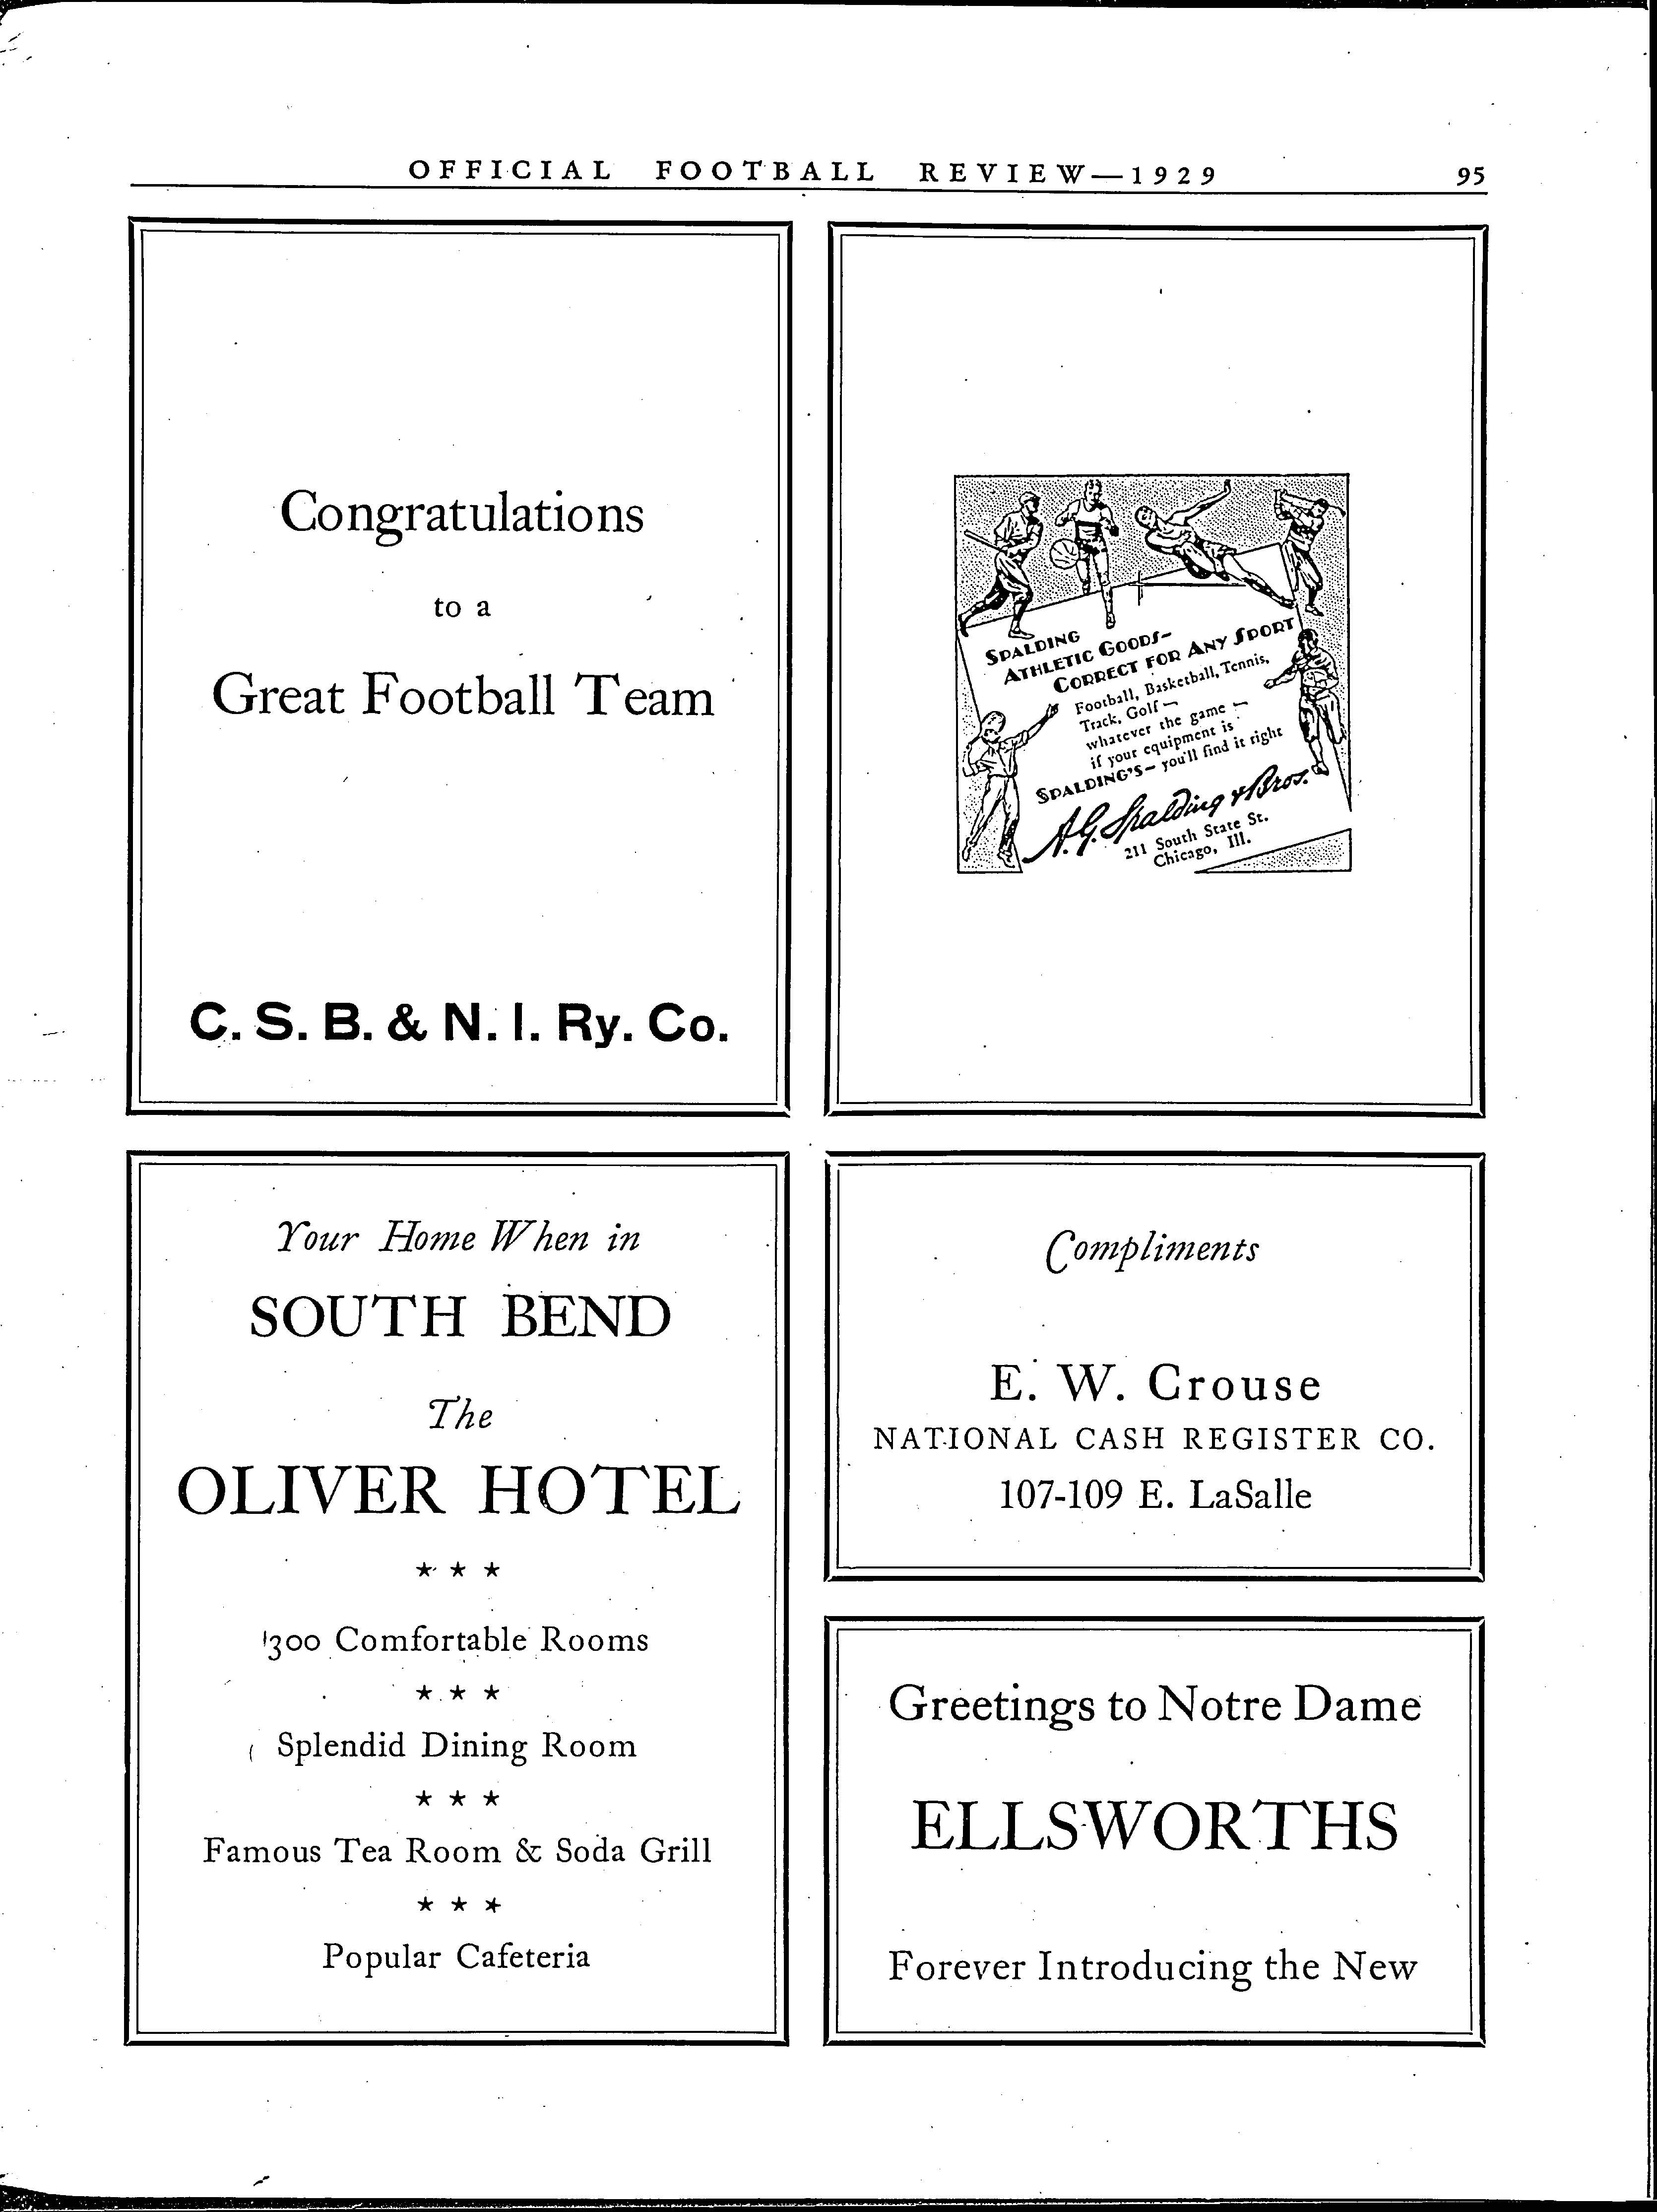 OFFICIAL FOOTBALL REVIEW—1929 95
Congratulations
to a
Great Football Team
C. S. B. & N. I. Ry. Co.
SPALDING
ATHLETIC GOODS—
CORRECT FOR ANY SPORT
Football, Basketball, Tennis,
Track, Golf —
whatever the game —
if your equipment is
SPALDING'S— you'll find it right
A. G. Spalding & Bros.
211 South State St.
Chicago, Ill.
Your Home When in
SOUTH BEND
The
OLIVER HOTEL
★ ★ ★
300 Comfortable Rooms
★ ★ ★
Splendid Dining Room
★ ★ ★
Famous Tea Room & Soda Grill
★ ★ ★
Popular Cafeteria
Compliments
E. W. Crouse
NATIONAL CASH REGISTER CO.
107-109 E. LaSalle
Greetings to Notre Dame
ELLSWORTHS
Forever Introducing the New